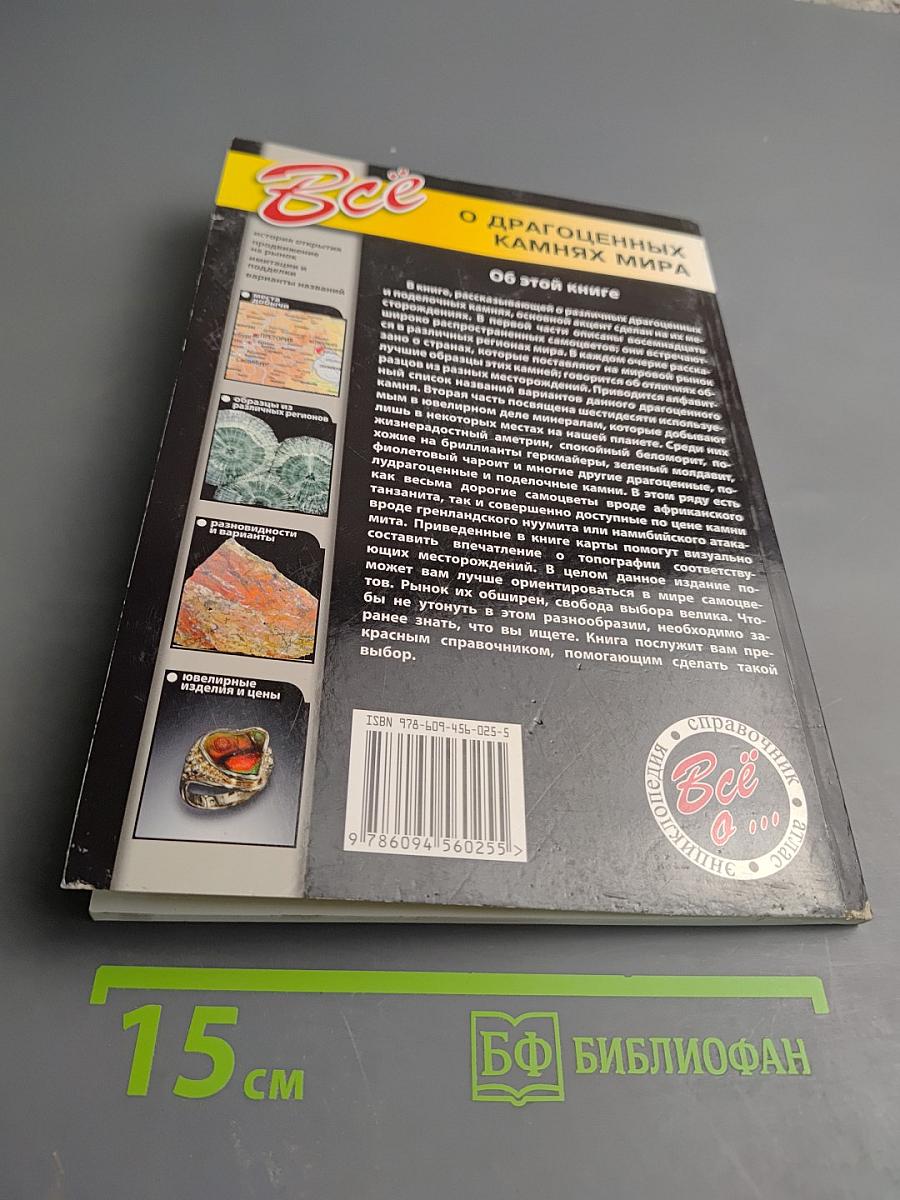 Всё
О ДРАГОЦЕННЫХ
КАМНЯХ МИРА
история открытия
продвижение
на рынок
имитации и
подделки
варианты названий
места
добычи
ПРЕТОРИЯ
образцы из
различных регионов
разновидности
и варианты
ювелирные
изделия и цены
Об этой книге
В книге, рассказывающей о различных драгоценных
и поделочных камнях, основной акцент сделан на их ме-
сторождениях. В первой части описаны восемнадцать
широко распространенных самоцветов: они встречают-
ся в различных регионах мира. В каждом очерке расска-
зано о странах, которые поставляют на мировой рынок
лучшие образцы этих камней; говорится об отличиях об-
разцов из разных месторождений. Приводится алфавит-
ный список названий вариантов данного драгоценного
камня. Вторая часть посвящена шестидесяти используе-
мым в ювелирном деле минералам, которые добывают
лишь в некоторых местах на нашей планете. Среди них
жизнерадостный аметрин, спокойный беломорит, по-
хожие на бриллианты геркмайеры, зеленый молдавит,
фиолетовый чароит и многие другие драгоценные, по-
лудрагоценные и поделочные камни. В этом ряду есть
как весьма дорогие самоцветы вроде африканского
танзанита, так и совершенно доступные по цене камни
вроде гренландского нуумита или намибийского атака-
мита. Приведенные в книге карты помогут визуально
составить впечатление о топографии соответству-
ющих месторождений. В целом данное издание по-
может вам лучше ориентироваться в мире самоцве-
тов. Рынок их обширен, свобода выбора велика. Что-
бы не утонуть в этом разнообразии, необходимо за-
ранее знать, что вы ищете. Книга послужит вам пре-
красным справочником, помогающим сделать такой
выбор.
ISBN 978-609-456-025-5
9 786094 560255 >
энциклопедия • справочник • атлас •
Всё
о ...
15 см
БФ БИБЛИОФАН